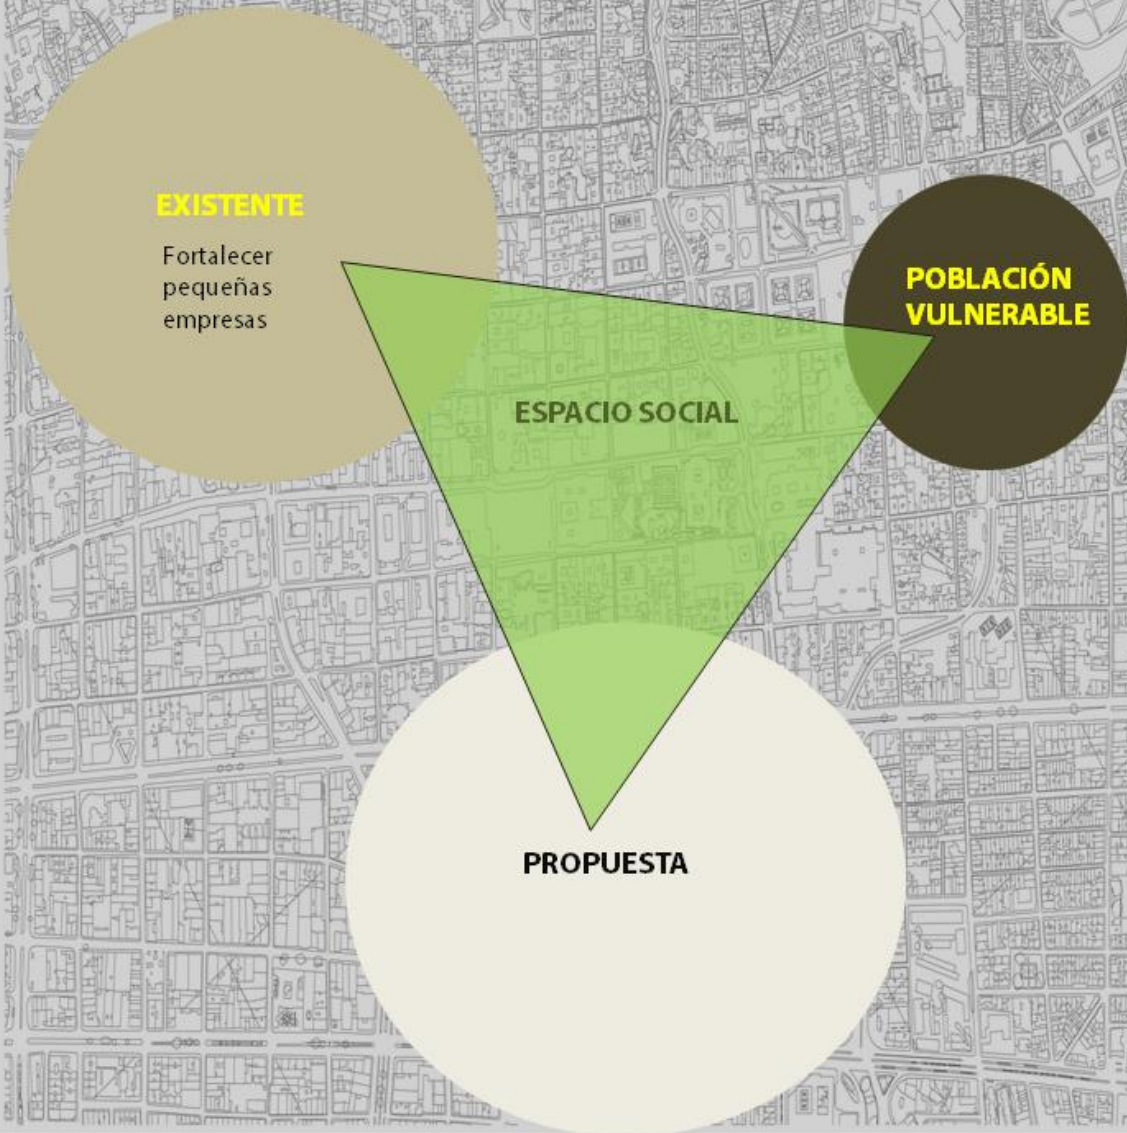 EXISTENTE
Fortalecer
pequeñas
empresas
POBLACIÓN
VULNERABLE
ESPACIO SOCIAL
PROPUESTA